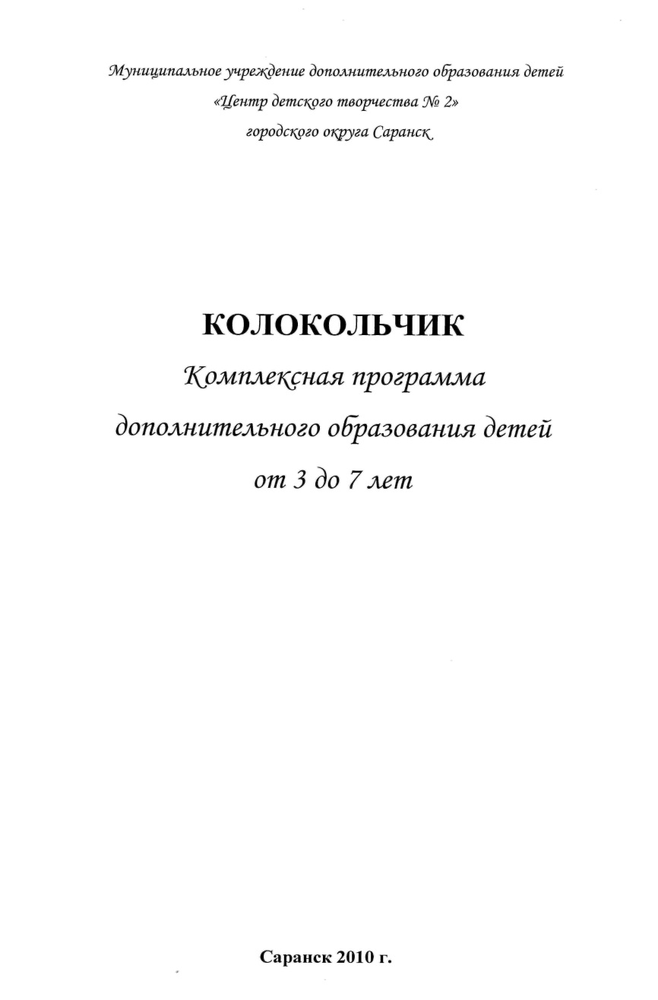 Муниципальное учреждение дополнительного образования детей
«Центр детского творчества № 2»
городского округа Саранск
КОЛОКОЛЬЧИК
Комплексная программа
дополнительного образования детей
от 3 до 7 лет
Саранск 2010 г.